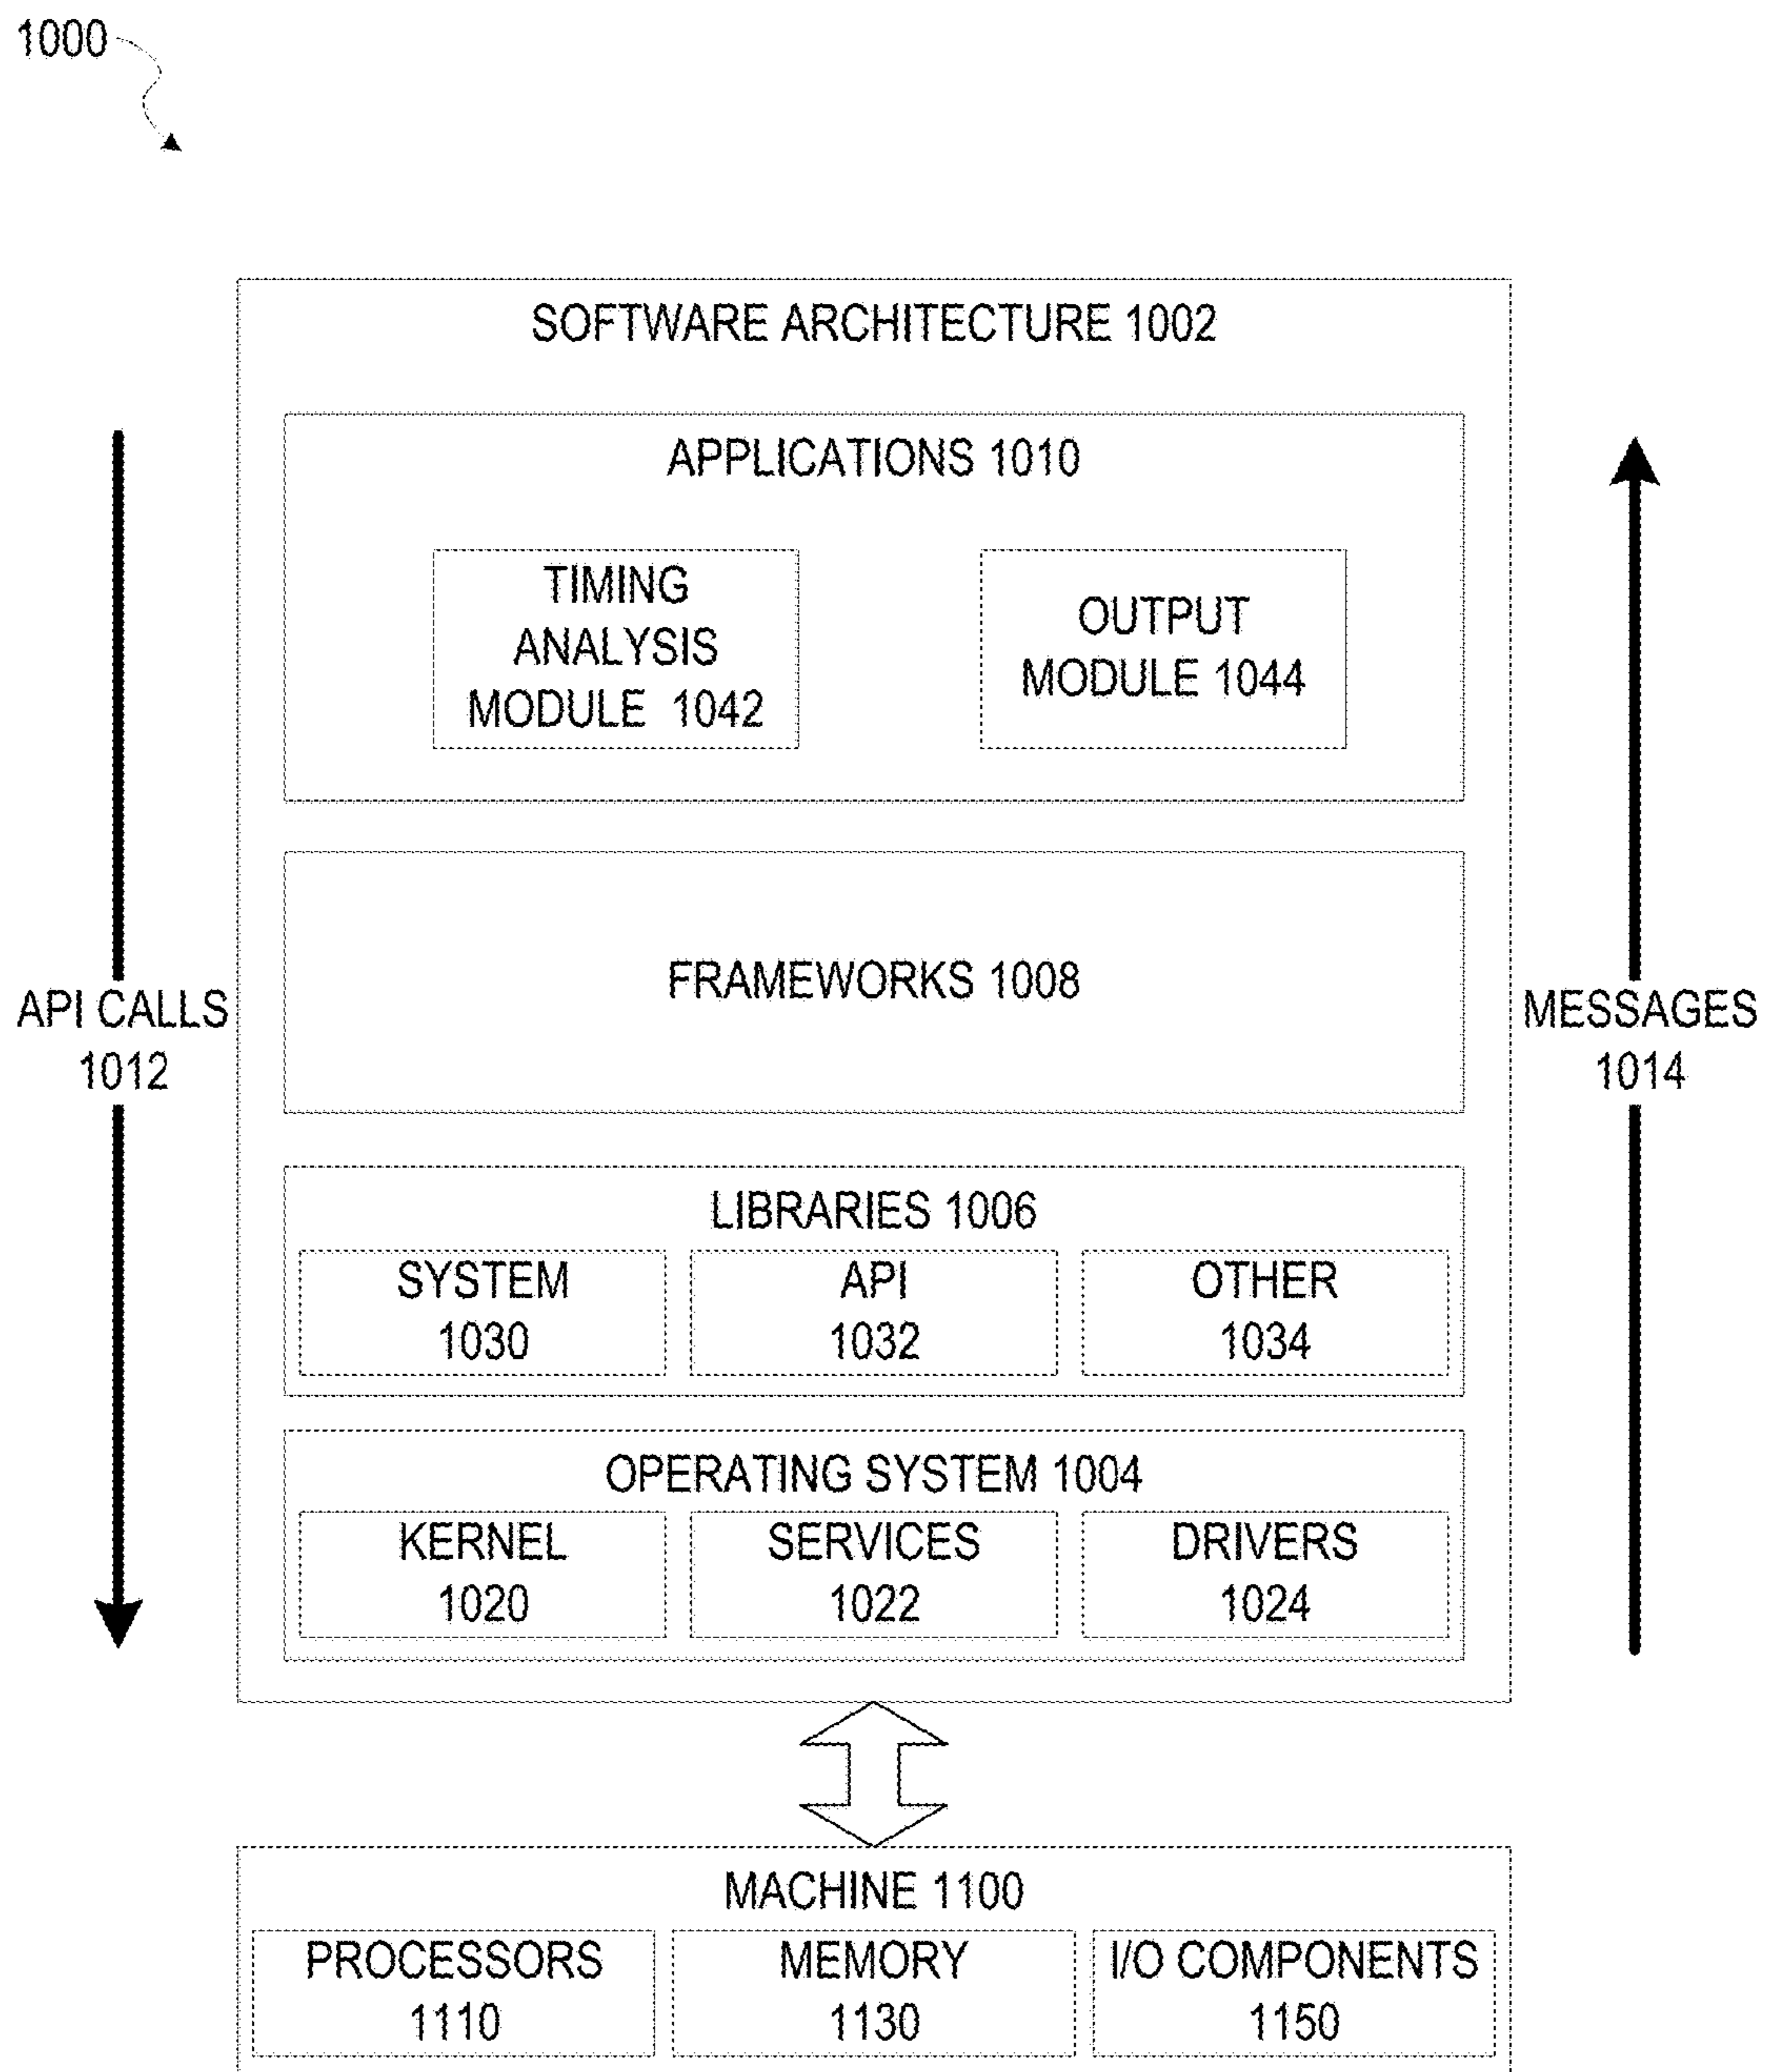 1000
SOFTWARE ARCHITECTURE 1002
APPLICATIONS 1010
TIMING
ANALYSIS
MODULE 1042
OUTPUT
MODULE 1044
FRAMEWORKS 1008
API CALLS
1012
MESSAGES
1014
LIBRARIES 1006
SYSTEM
1030
API
1032
OTHER
1034
OPERATING SYSTEM 1004
KERNEL
1020
SERVICES
1022
DRIVERS
1024
MACHINE 1100
PROCESSORS
1110
MEMORY
1130
I/O COMPONENTS
1150